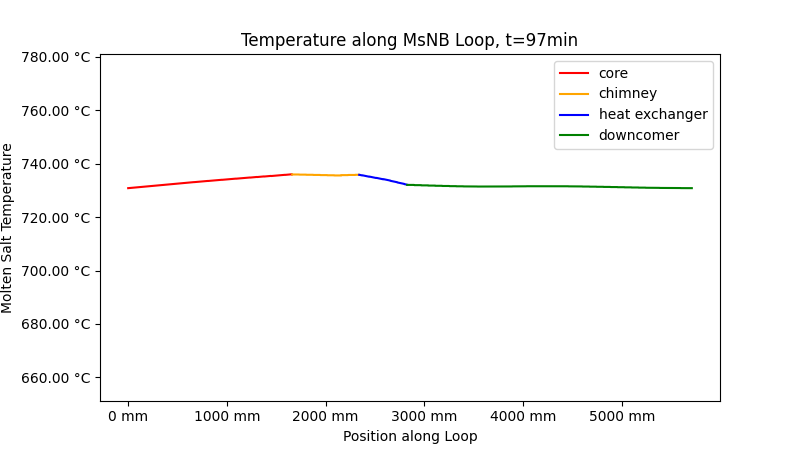 Temperature along MsNB Loop, t=97min
780.00 °C
760.00 °C
740.00 °C
720.00 °C
700.00 °C
680.00 °C
660.00 °C
Molten Salt Temperature
core
chimney
heat exchanger
downcomer
0 mm
1000 mm
2000 mm
3000 mm
4000 mm
5000 mm
Position along Loop